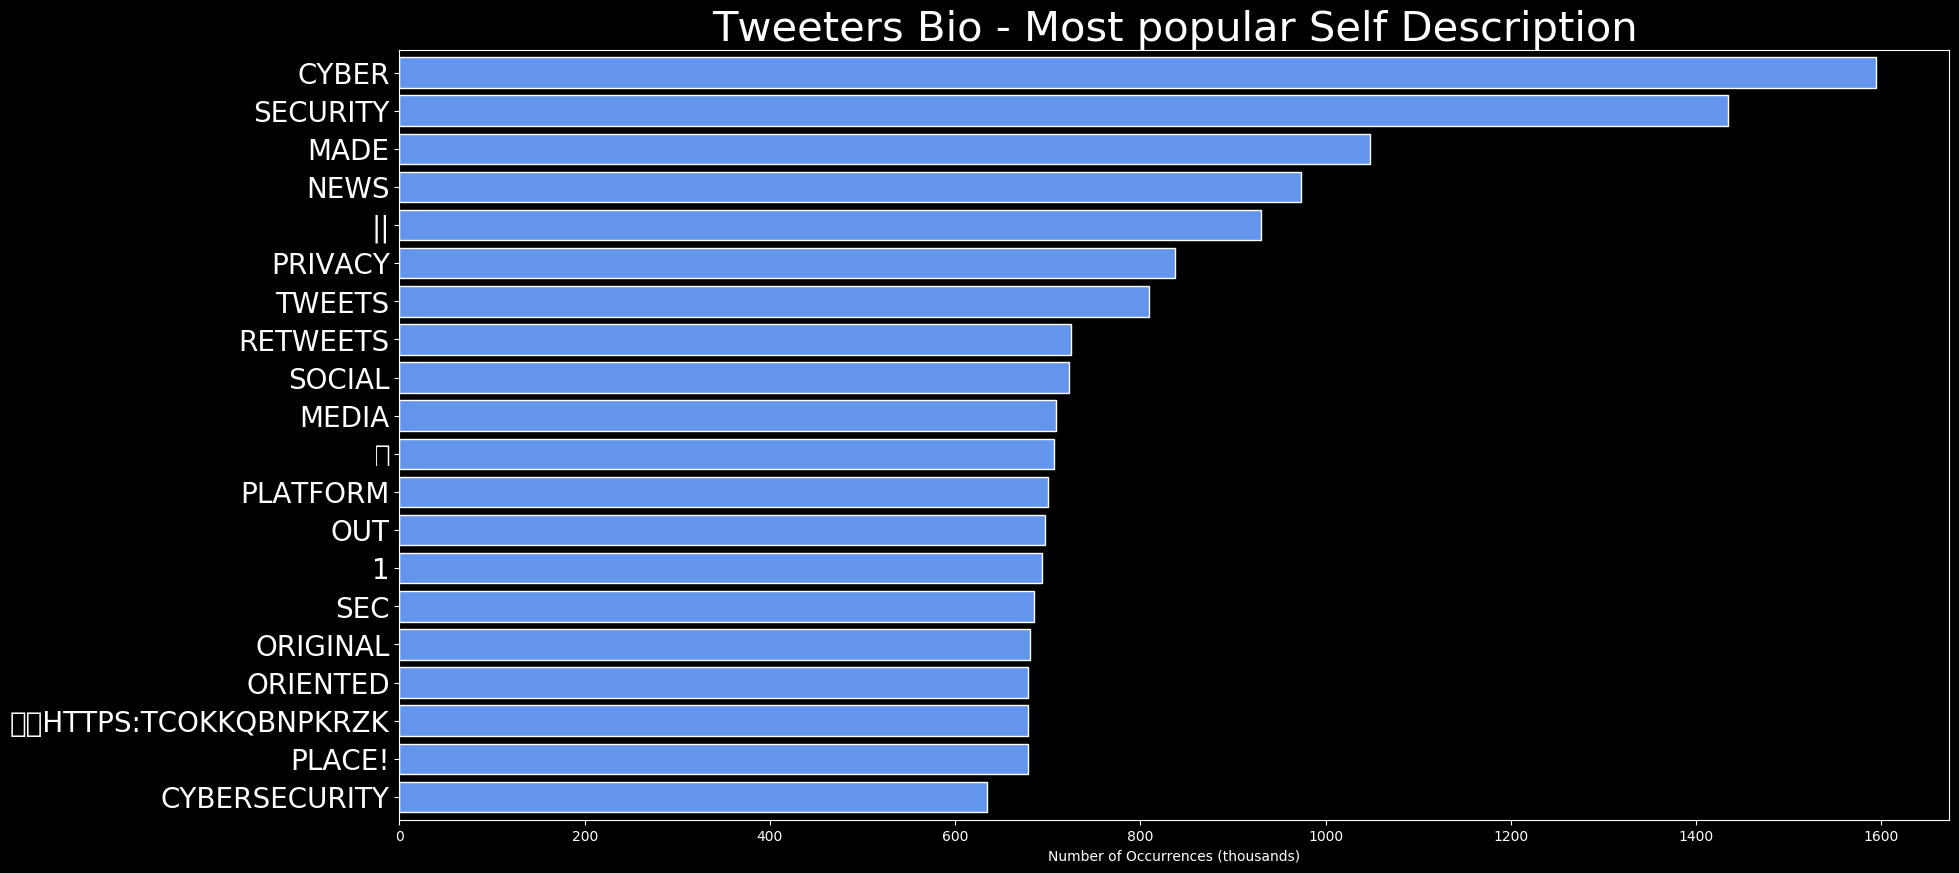 Tweeters Bio - Most popular Self Description
CYBER
SECURITY
MADE
NEWS
||
PRIVACY
TWEETS
RETWEETS
SOCIAL
MEDIA
PLATFORM
OUT
1
SEC
ORIGINAL
ORIENTED
HTTPS:TCOKKQBNPKRZK
PLACE!
CYBERSECURITY
0 200 400 600 800 1000 1200 1400 1600
Number of Occurrences (thousands)